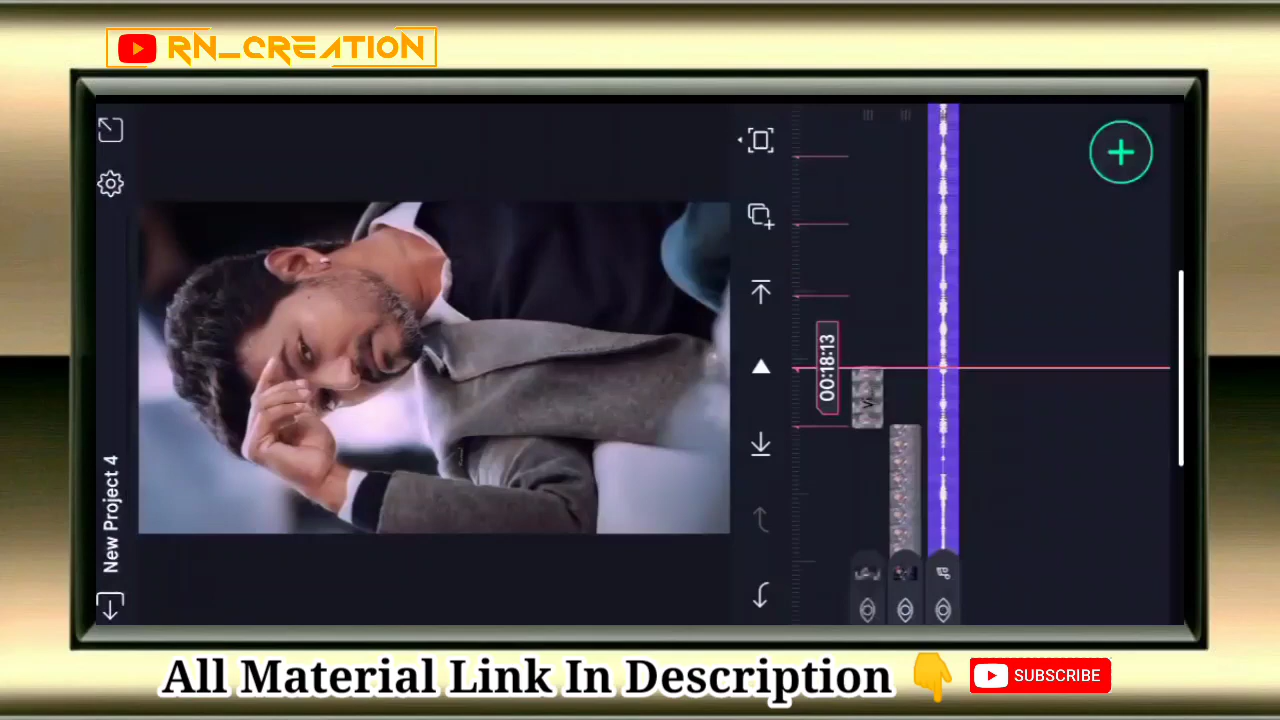 RN_CREATION
New Project 4
00:18:13
All Material Link In Description 👇
SUBSCRIBE